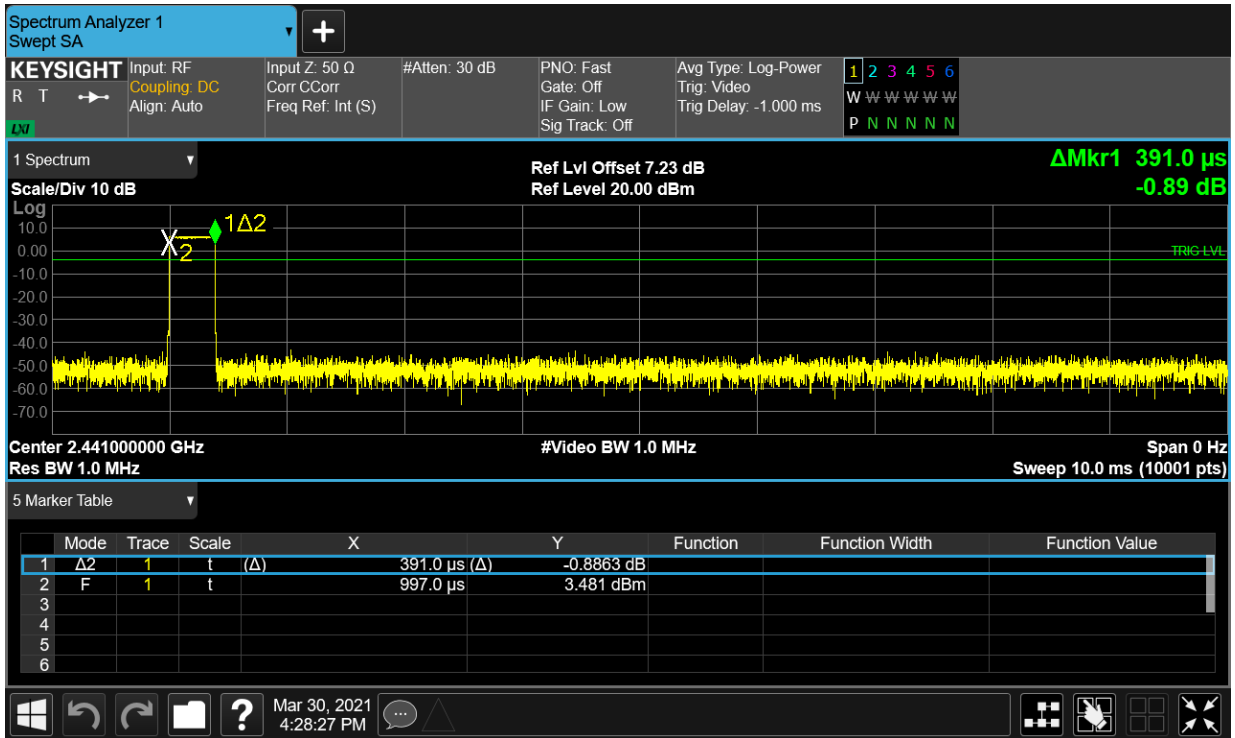 Spectrum Analyzer 1
Swept SA
KEYSIGHT
R T
LXI
Input: RF
Coupling: DC
Align: Auto
Input Z: 50 Ω
Corr CCorr
Freq Ref: Int (S)
#Atten: 30 dB
PNO: Fast
Gate: Off
IF Gain: Low
Sig Track: Off
Avg Type: Log-Power
Trig: Video
Trig Delay: -1.000 ms
1 2 3 4 5 6
W W W W W W
P N N N N N
1 Spectrum
Scale/Div 10 dB
Ref Lvl Offset 7.23 dB
Ref Level 20.00 dBm
ΔMkr1 391.0 µs
-0.89 dB
Log
10.0
0.00
-10.0
-20.0
-30.0
-40.0
-50.0
-60.0
-70.0
X
2
1Δ2
TRIG LVL
Center 2.441000000 GHz
#Video BW 1.0 MHz
Span 0 Hz
Res BW 1.0 MHz
Sweep 10.0 ms (10001 pts)
5 Marker Table
Mode Trace Scale X Y Function Function Width Function Value
1 Δ2 1 t (Δ) 391.0 µs (Δ) -0.8863 dB
2 F 1 t 997.0 µs 3.481 dBm
3
4
5
6
?
Mar 30, 2021
4:28:27 PM